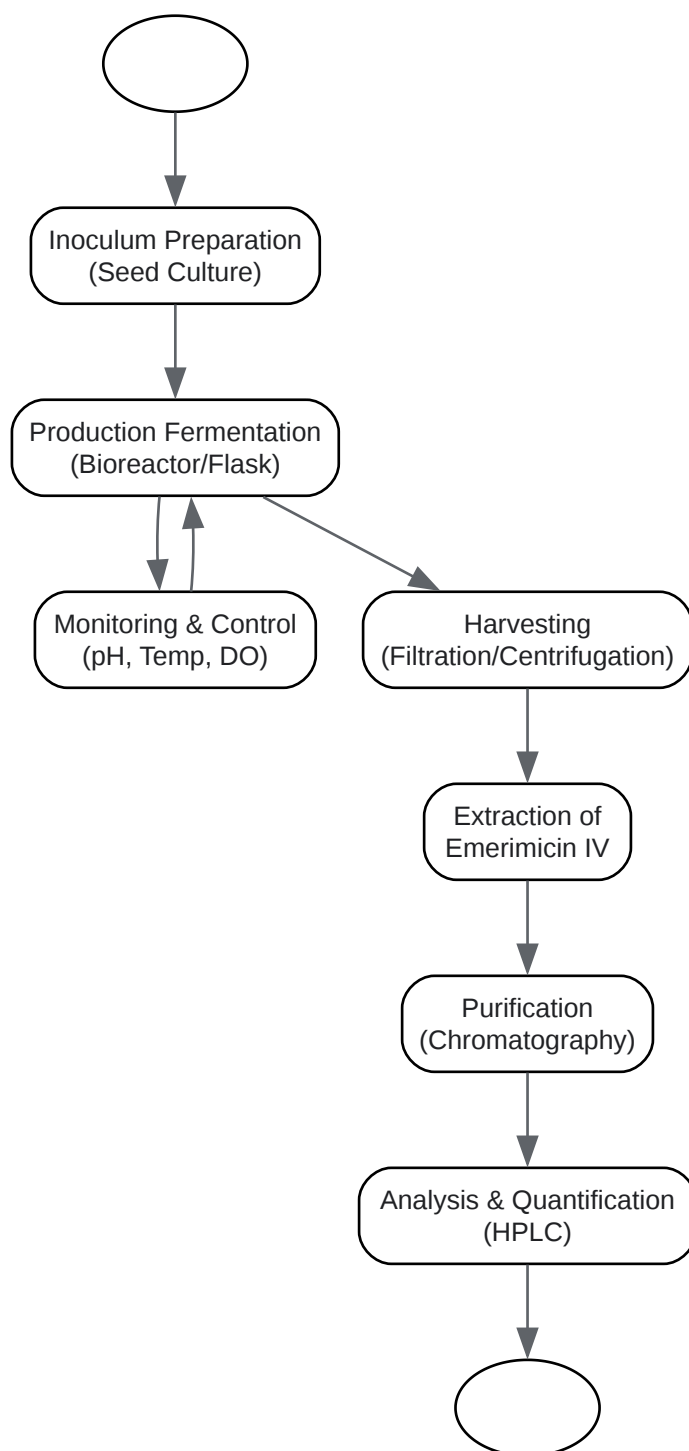 Inoculum Preparation
(Seed Culture)
Production Fermentation
(Bioreactor/Flask)
Monitoring & Control
(pH, Temp, DO)
Harvesting
(Filtration/Centrifugation)
Extraction of
Emerimicin IV
Purification
(Chromatography)
Analysis & Quantification
(HPLC)